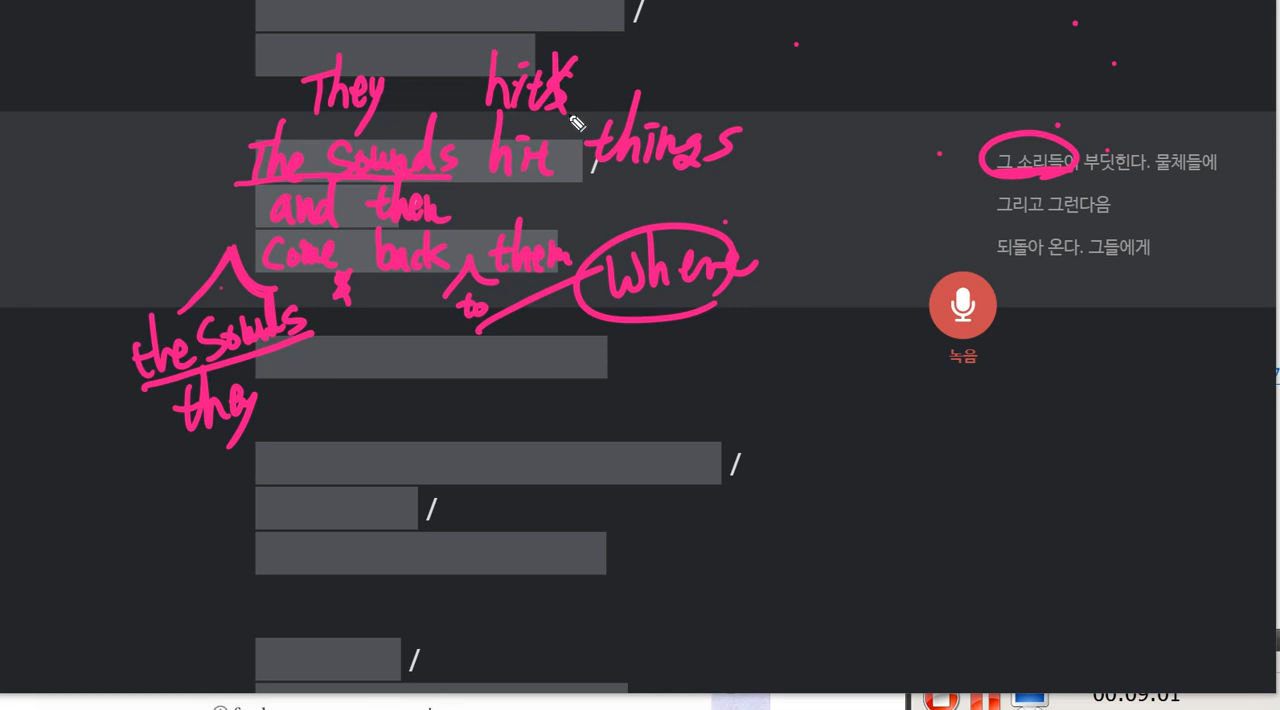 /
They hits
The Sounds hit things
/
그 소리들이 부딧힌다. 물체들에
and then
그리고 그런다음
Come back them
to
Where
되돌아 온다. 그들에게
the Sounds
they
녹음
/
/
/
00:09:01